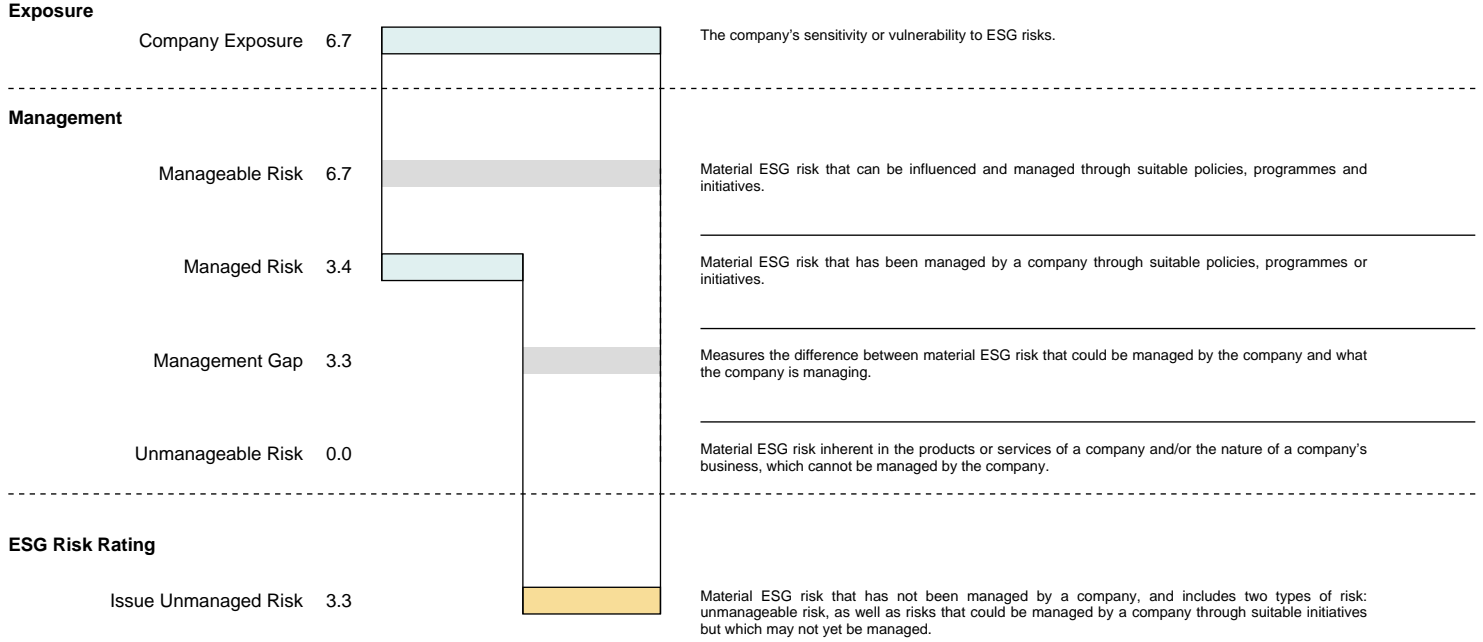 Exposure
Company Exposure 6.7
The company’s sensitivity or vulnerability to ESG risks.
Management
Manageable Risk 6.7
Material ESG risk that can be influenced and managed through suitable policies, programmes and
initiatives.
Managed Risk 3.4
Material ESG risk that has been managed by a company through suitable policies, programmes or
initiatives.
Management Gap 3.3
Measures the difference between material ESG risk that could be managed by the company and what
the company is managing.
Unmanageable Risk 0.0
Material ESG risk inherent in the products or services of a company and/or the nature of a company’s
business, which cannot be managed by the company.
ESG Risk Rating
Issue Unmanaged Risk 3.3
Material ESG risk that has not been managed by a company, and includes two types of risk:
unmanageable risk, as well as risks that could be managed by a company through suitable initiatives
but which may not yet be managed.